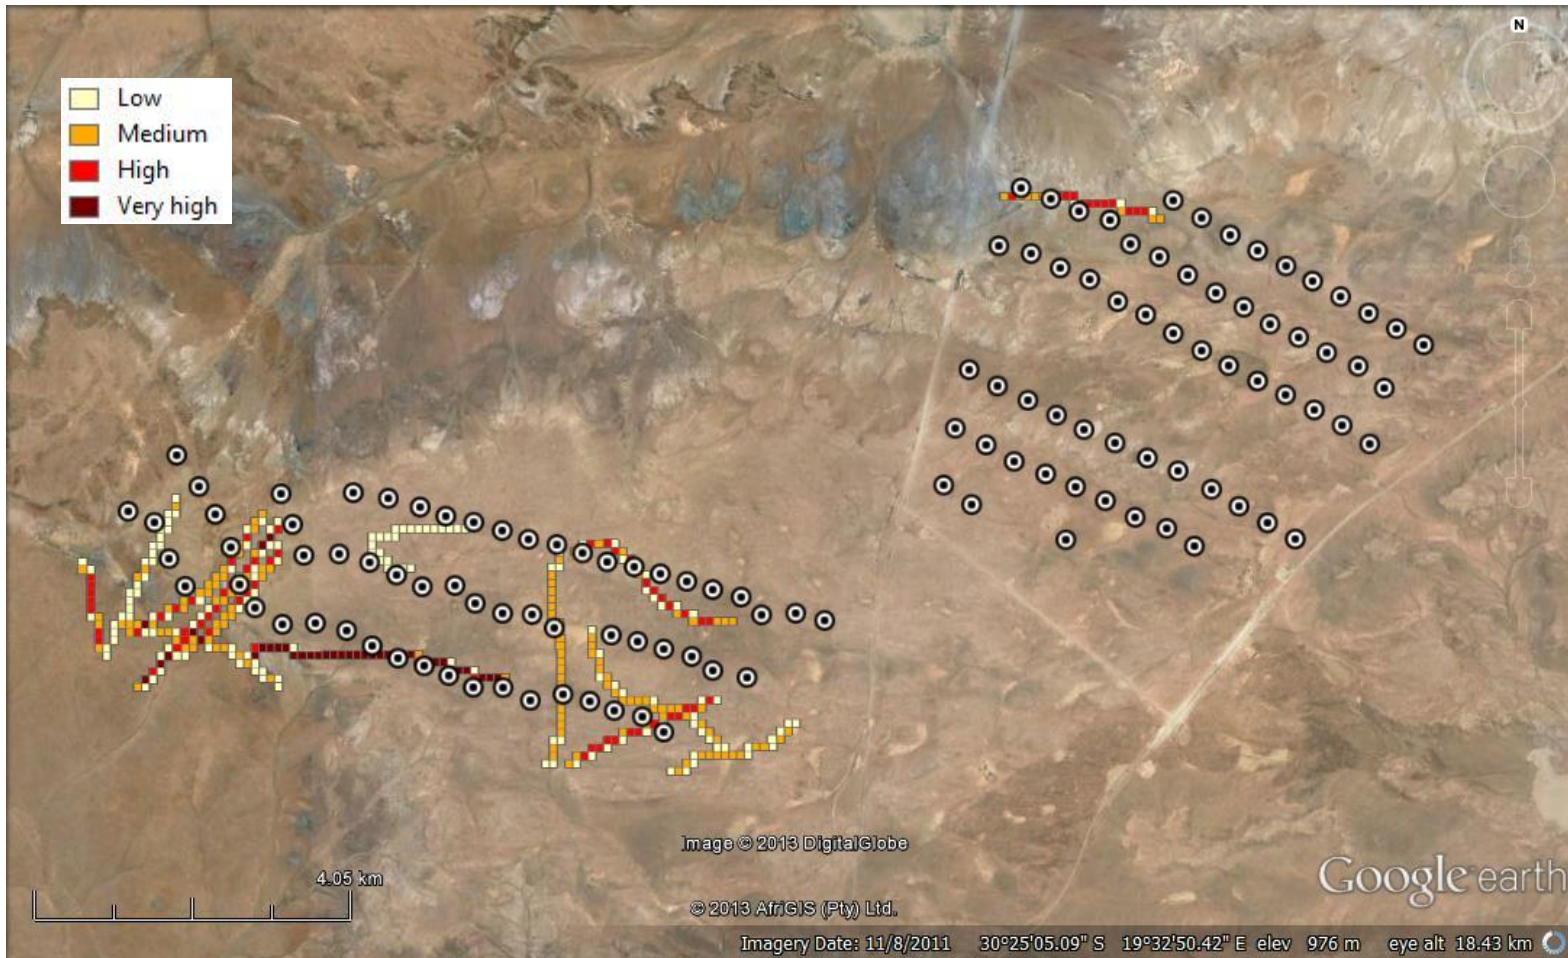 N
Low
Medium
High
Very high
Image © 2013 DigitalGlobe
4.05 km
Google earth
© 2013 AfriGIS (Pty) Ltd.
Imagery Date: 11/8/2011 30°25'05.09" S 19°32'50.42" E elev 976 m eye alt 18.43 km